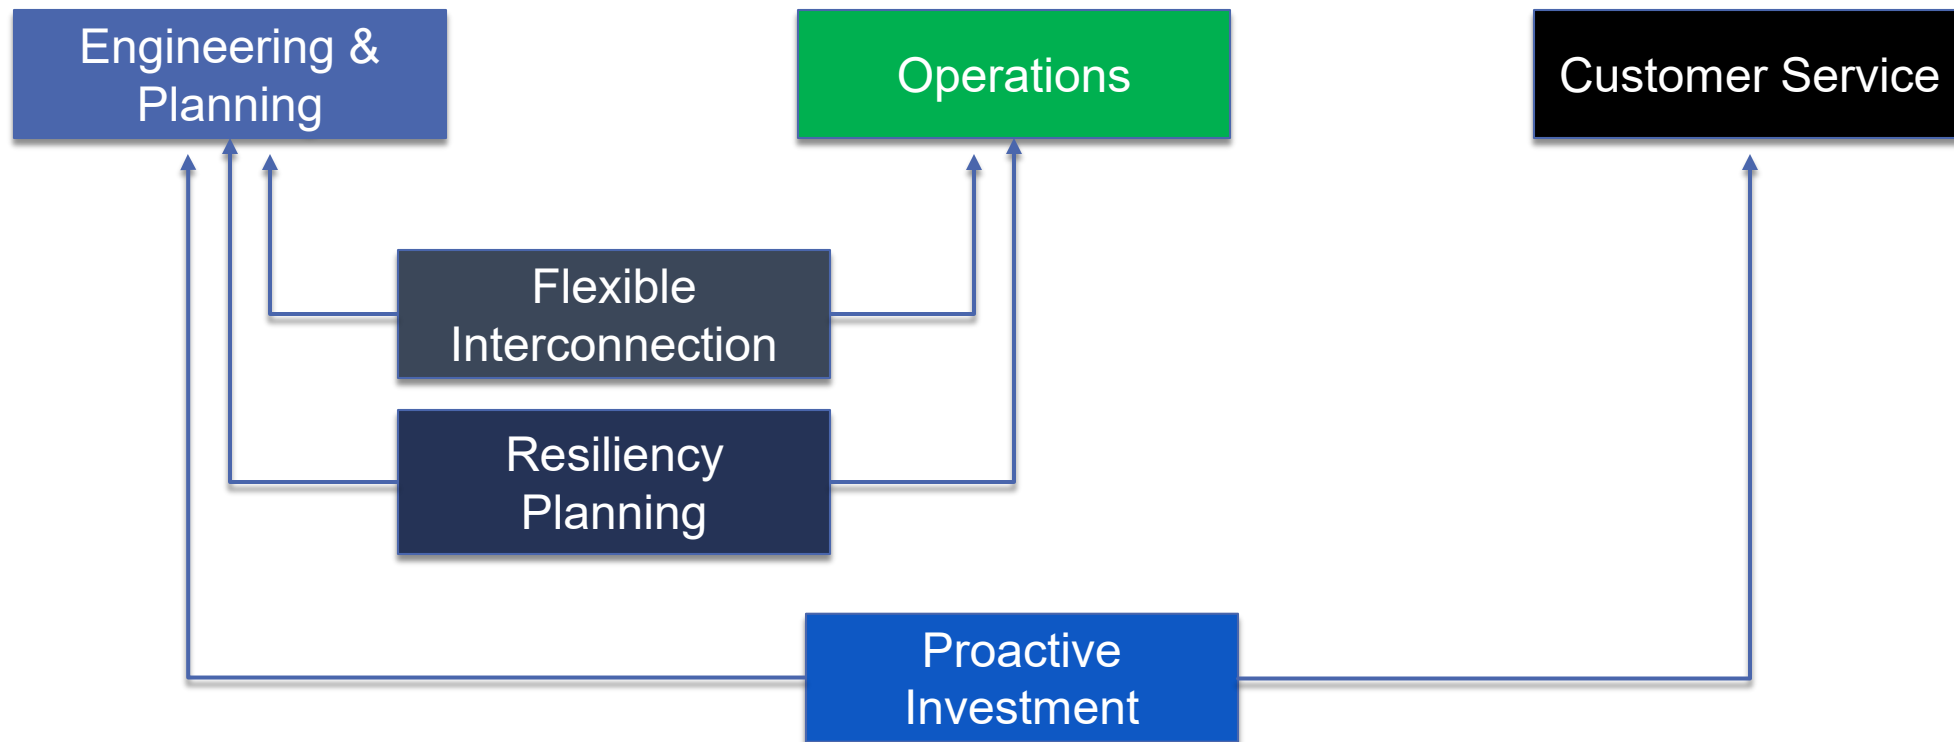 Engineering &
Planning
Operations
Customer Service
Flexible
Interconnection
Resiliency
Planning
Proactive
Investment